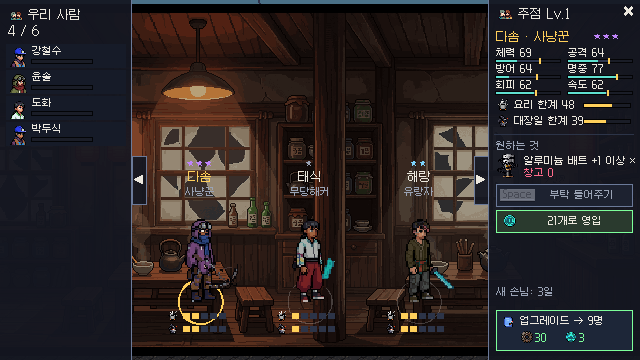 우리 사람
4 / 6
강철수
윤솔
도화
박두식
디솜
사냥꾼
태식
무당해커
해랑
유랑자
주점 Lv.1
디솜 · 사냥꾼
체력 69 공격 64
방어 64 명중 77
회피 62 속도 62
요리 한계 48
대장일 한계 39
원하는 것
알루미늄 배트 +1 이상 ×
창고 0
Space 부탁 들어주기
21개로 영입
새 손님: 3일
업그레이드 → 9명
30 3